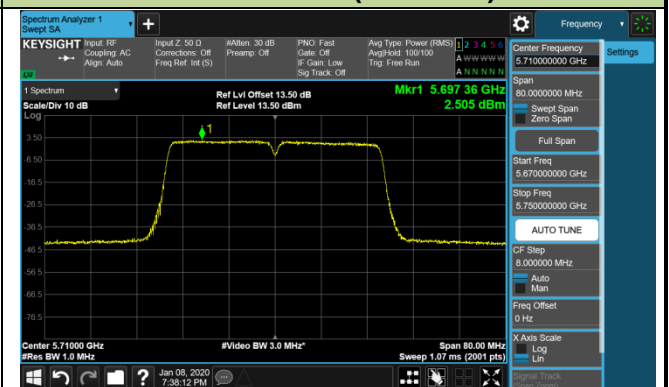 Spectrum Analyzer 1
Swept SA
Frequency
KEYSIGHT
Input: RF
Coupling: AC
Align: Auto
Input Z: 50 Ω
Corrections: Off
Freq Ref: Int (S)
#Atten: 30 dB
Preamp: Off
PNO: Fast
Gate: Off
IF Gain: Low
Sig Track: Off
Avg Type: Power (RMS)
Avg|Hold: 100/100
Trig: Free Run
1 2 3 4 5 6
A W W W W W
A N N N N N
LXI
Center Frequency
5.710000000 GHz
Settings
Span
80.0000000 MHz
Swept Span
Zero Span
Full Span
Start Freq
5.670000000 GHz
Stop Freq
5.750000000 GHz
AUTO TUNE
CF Step
8.000000 MHz
Auto
Man
Freq Offset
0 Hz
X Axis Scale
Log
Lin
Signal Track
(Span Zoom)
1 Spectrum
Scale/Div 10 dB
Log
Ref Lvl Offset 13.50 dB
Ref Level 13.50 dBm
Mkr1 5.697 36 GHz
2.505 dBm
1
3.50
-6.50
-16.5
-26.5
-36.5
-46.5
-56.5
-66.5
-76.5
Center 5.71000 GHz
#Res BW 1.0 MHz
#Video BW 3.0 MHz*
Span 80.00 MHz
Sweep 1.07 ms (2001 pts)
?
Jan 08, 2020
7:38:12 PM